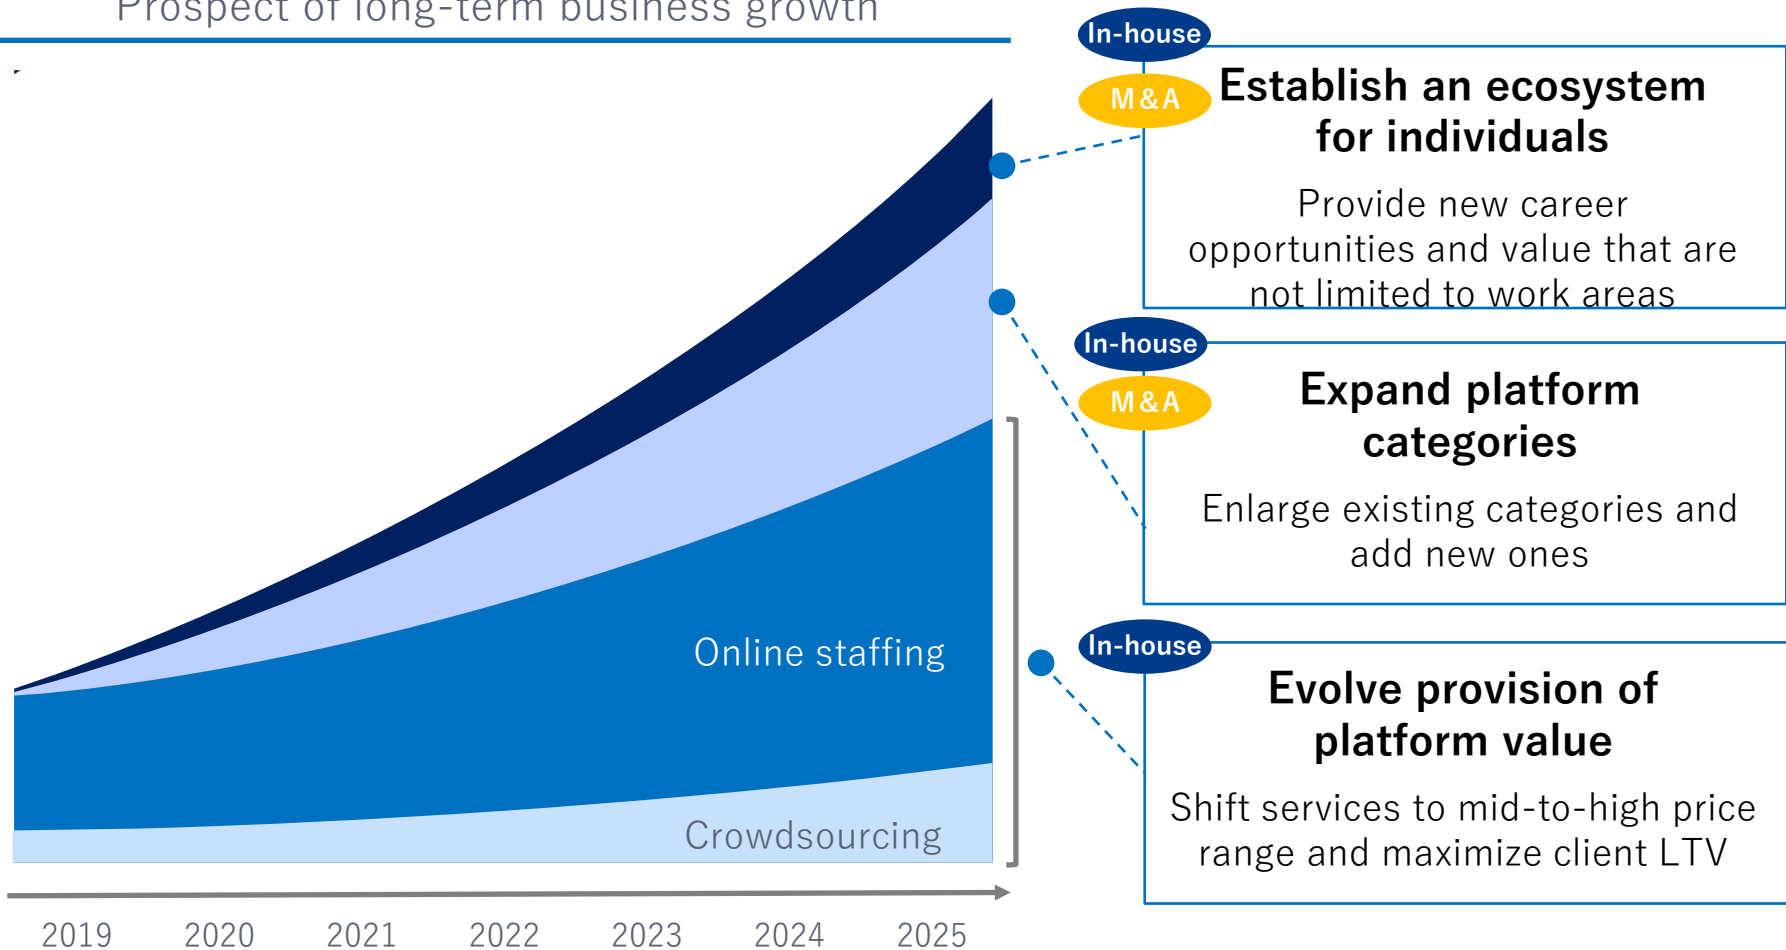 Prospect of long-term business growth
In-house
M&A
Establish an ecosystem
for individuals
Provide new career
opportunities and value that are
not limited to work areas
In-house
M&A
Expand platform
categories
Enlarge existing categories and
add new ones
In-house
Evolve provision of
platform value
Shift services to mid-to-high price
range and maximize client LTV
Online staffing
Crowdsourcing
2019 2020 2021 2022 2023 2024 2025